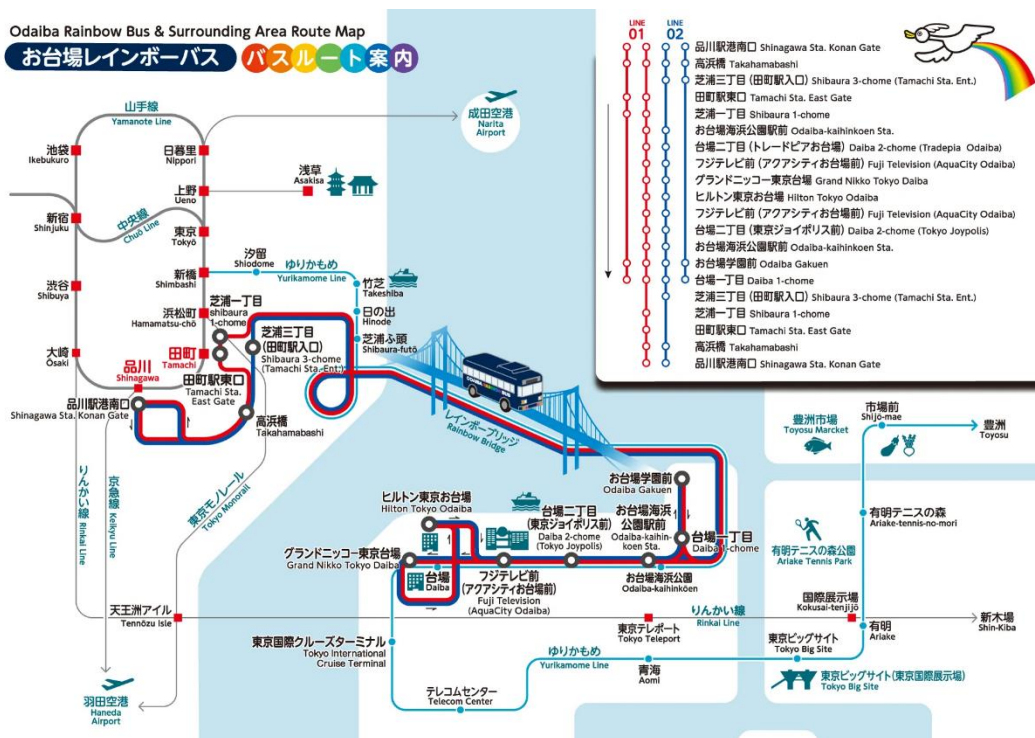 Odaiba Rainbow Bus & Surrounding Area Route Map
お台場レインボーバス バスルート案内
LINE 01
LINE 02
品川駅港南口 Shinagawa Sta. Konan Gate
高浜橋 Takahamabashi
芝浦三丁目(田町駅入口) Shibaura 3-chome (Tamachi Sta. Ent.)
田町駅東口 Tamachi Sta. East Gate
芝浦一丁目 Shibaura 1-chome
お台場海浜公園駅前 Odaiba-kaihinkoen Sta.
台場二丁目(トレードピアお台場) Daiba 2-chome (Tradepia Odaiba)
フジテレビ前(アクアシティお台場前) Fuji Television (AquaCity Odaiba)
グランドニッコー東京台場 Grand Nikko Tokyo Daiba
ヒルトン東京お台場 Hilton Tokyo Odaiba
フジテレビ前(アクアシティお台場前) Fuji Television (AquaCity Odaiba)
台場二丁目(東京ジョイポリス前) Daiba 2-chome (Tokyo Joypolis)
お台場海浜公園駅前 Odaiba-kaihinkoen Sta.
お台場学園前 Odaiba Gakuen
台場一丁目 Daiba 1-chome
芝浦三丁目(田町駅入口) Shibaura 3-chome (Tamachi Sta. Ent.)
芝浦一丁目 Shibaura 1-chome
田町駅東口 Tamachi Sta. East Gate
高浜橋 Takahamabashi
品川駅港南口 Shinagawa Sta. Konan Gate
山手線
Yamanote Line
成田空港
Narita
Airport
池袋
Ikebukuro
日暮里
Nippori
上野
Ueno
浅草
Asakisa
新宿
Shinjuku
中央線
Chuō Line
東京
Tokyō
汐留
Shiodome
ゆりかもめ
Yurikamome Line
新橋
Shimbashi
竹芝
Takeshiba
渋谷
Shibuya
浜松町
Hamamatsu-chō
芝浦一丁目
shibaura
1-chome
日の出
Hinode
芝浦三丁目
(田町駅入口)
Shibaura 3-chome
(Tamachi Sta. Ent.)
芝浦ふ頭
Shibaura-futō
大崎
Ōsaki
品川
Shinagawa
田町
Tamachi
田町駅東口
Tamachi Sta.
East Gate
品川駅港南口
Shinagawa Sta. Konan Gate
高浜橋
Takahamabashi
レインボーブリッジ
Rainbow Bridge
りんかい線
Rinkai Line
京急線
Keikyu Line
東京モノレール
Tokyo Monorail
豊洲市場
Toyosu Marcket
市場前
Shijō-mae
豊洲
Toyosu
お台場学園前
Odaiba Gakuen
ヒルトン東京お台場
Hilton Tokyo Odaiba
台場二丁目
(東京ジョイポリス前)
Daiba 2-chome
(Tokyo Joypolis)
お台場海浜
公園駅前
Odaiba-kaihin-
koen Sta.
台場一丁目
Daiba 1-chome
有明テニスの森
Ariake-tennis-no-mori
有明テニスの森公園
Ariake Tennis Park
グランドニッコー東京台場
Grand Nikko Tokyo Daiba
台場
Daiba
フジテレビ前
(アクアシティお台場前)
Fuji Television
(AquaCity Odaiba)
お台場海浜公園
Odaiba-kaihinkōen
天王洲アイル
Tennōzu Isle
東京テレポート
Tokyo Teleport
りんかい線
Rinkai Line
国際展示場
Kokusai-tenjijō
新木場
Shin-Kiba
有明
Ariake
東京国際クルーズターミナル
Tokyo International
Cruise Terminal
ゆりかもめ
Yurikamome Line
青海
Aomi
東京ビッグサイト
Tokyo Big Site
テレコムセンター
Telecom Center
東京ビッグサイト(東京国際展示場)
Tokyo Big Site
羽田空港
Haneda
Airport